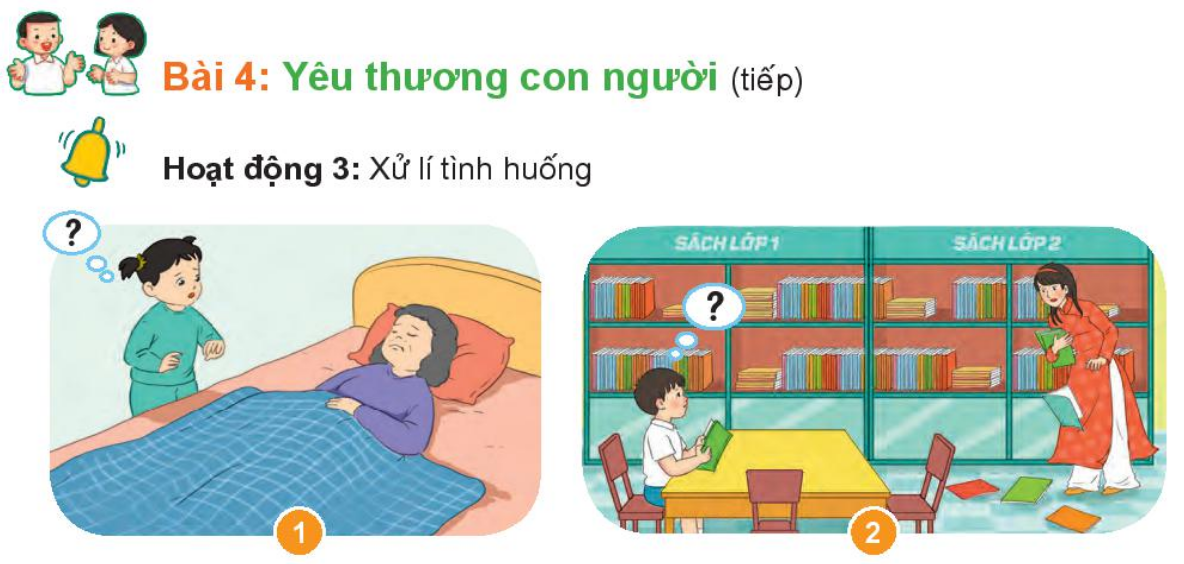 Bài 4: Yêu thương con người (tiếp)
Hoạt động 3: Xử lí tình huống
?
?
SÁCH LỚP 1
SÁCH LỚP 2
1
2